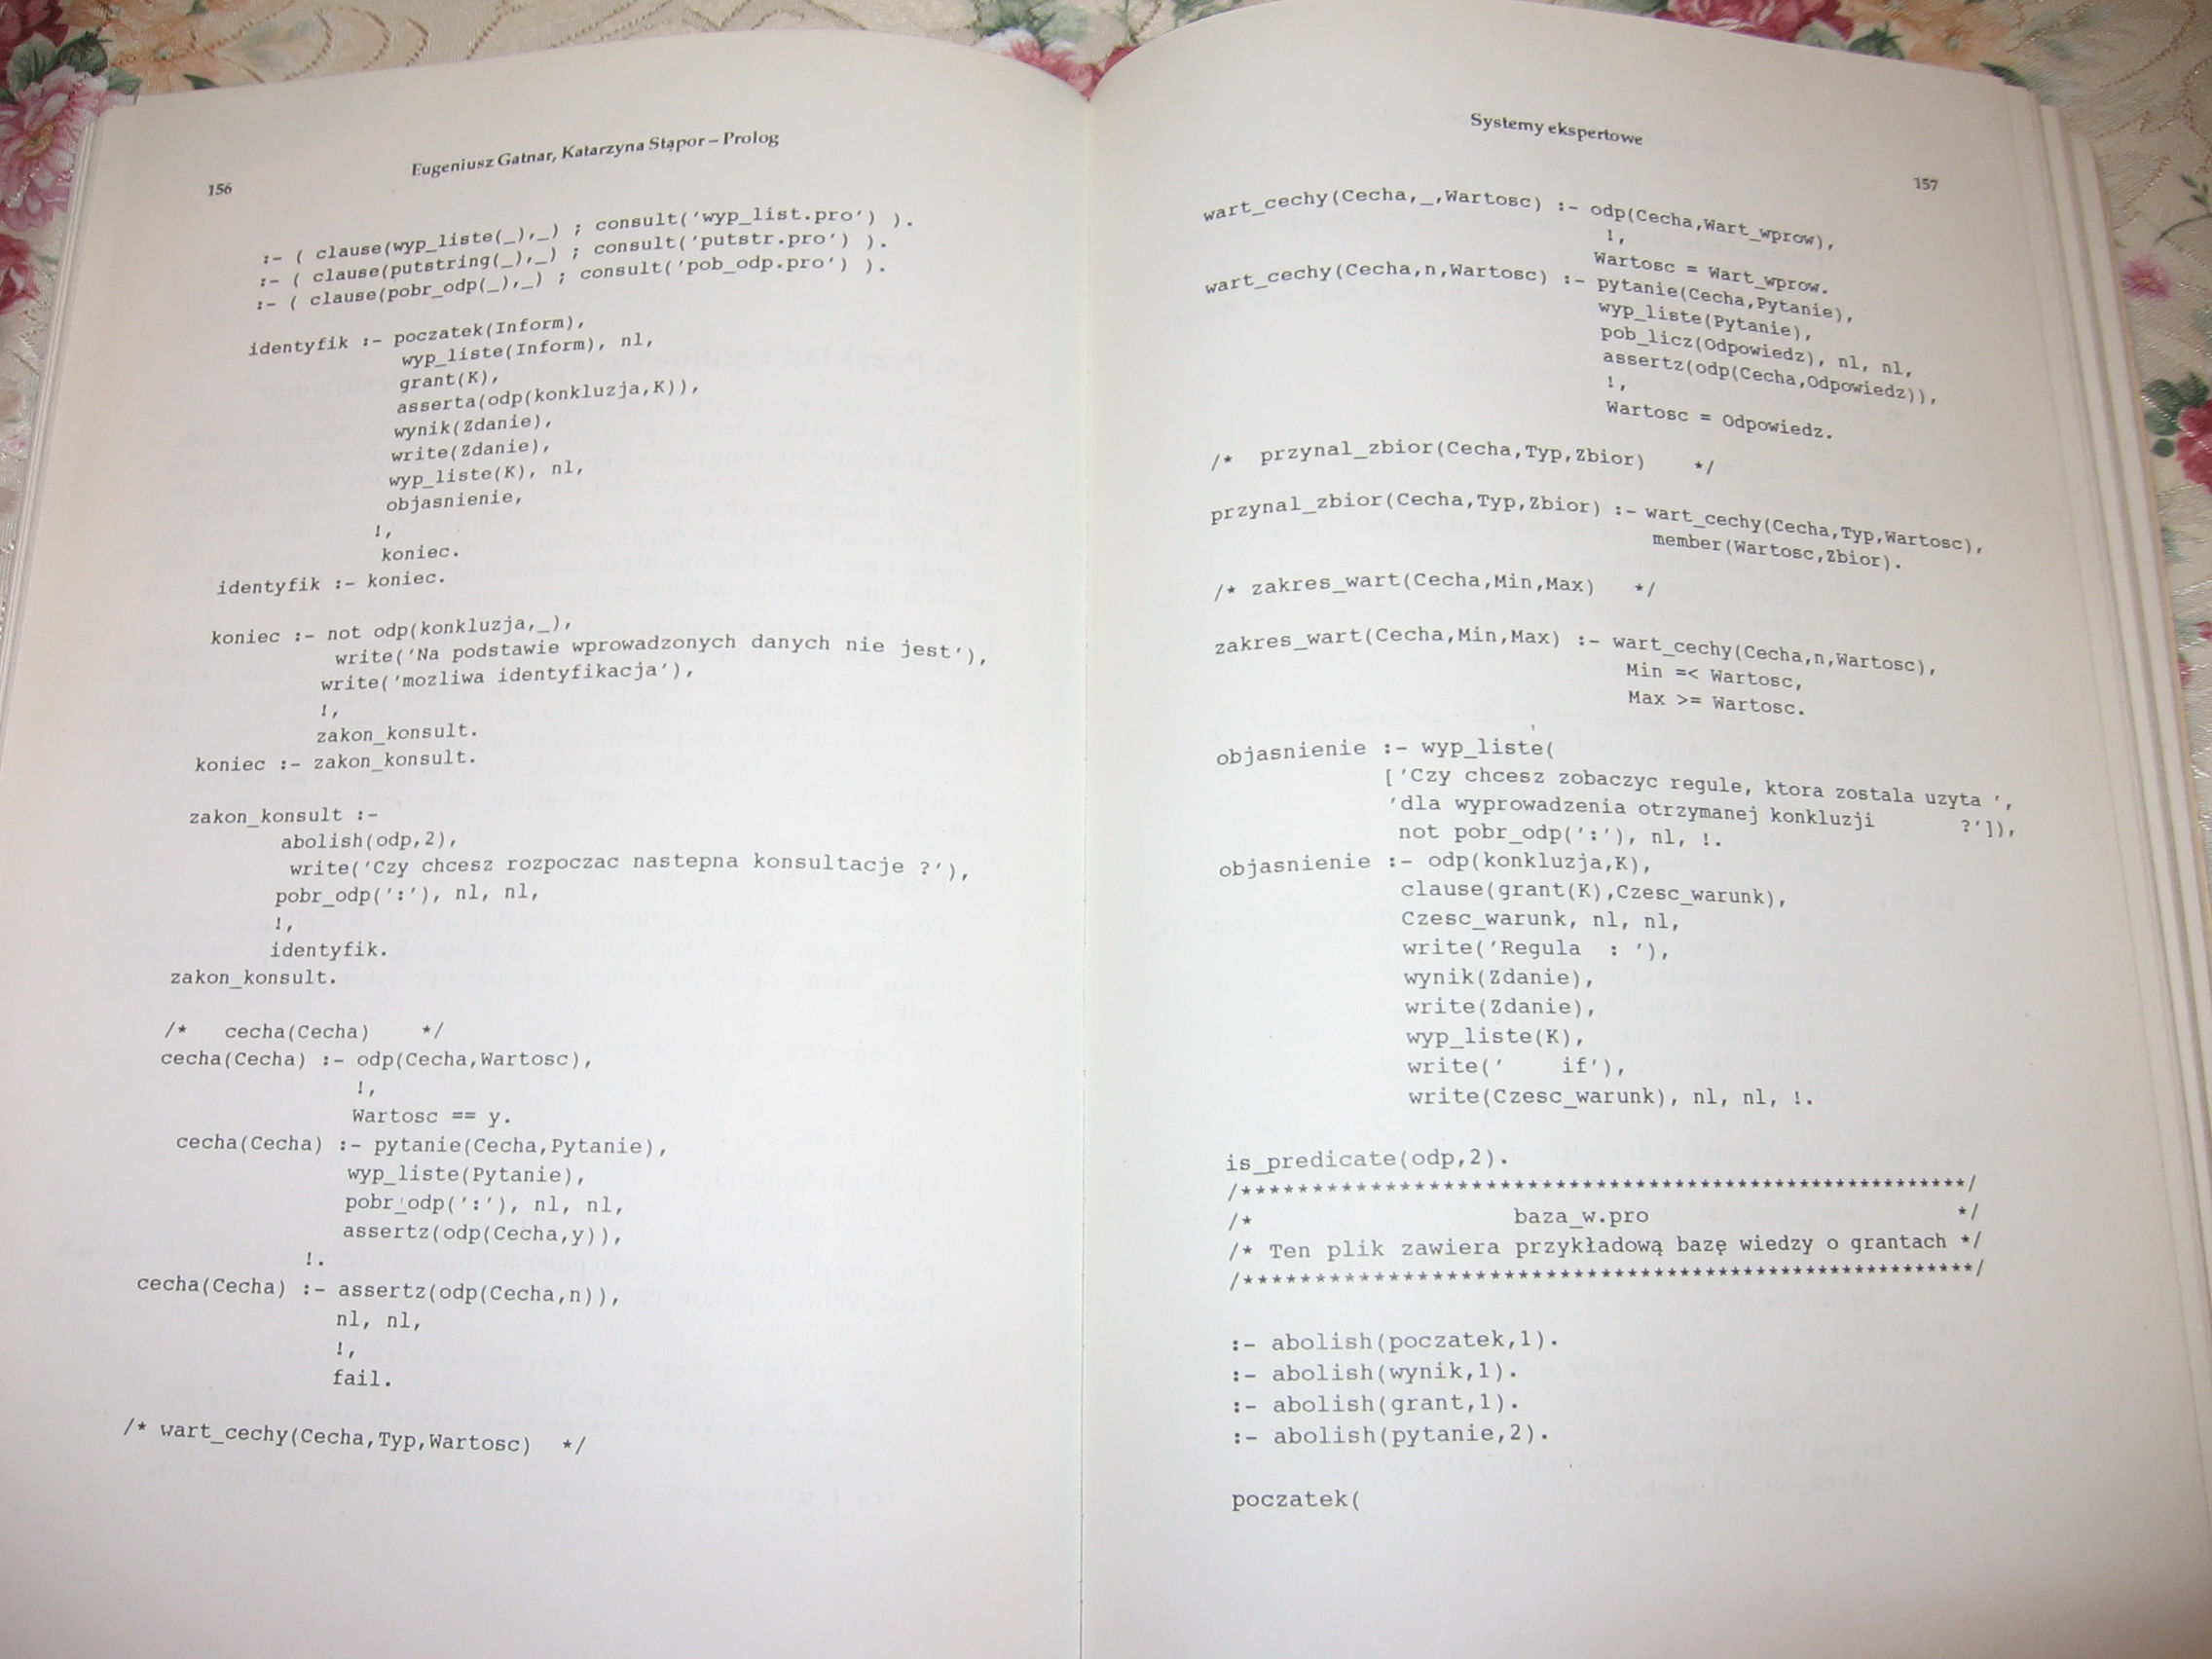 156
Eugeniusz Gatnar, Katarzyna Stąpor – Prolog
:- ( clause(wyp_liste(_),_) ; consult('wyp_list.pro') ).
:- ( clause(putstring(_),_) ; consult('putstr.pro') ).
:- ( clause(pobr_odp(_),_) ; consult('pob_odp.pro') ).
identyfik :- poczatek(Inform),
wyp_liste(Inform), nl,
grant(K),
asserta(odp(konkluzja,K)),
wynik(Zdanie),
write(Zdanie),
wyp_liste(K), nl,
objasnienie,
!,
koniec.
identyfik :- koniec.
koniec :- not odp(konkluzja,_),
write('Na podstawie wprowadzonych danych nie jest'),
write('mozliwa identyfikacja'),
!,
zakon_konsult.
koniec :- zakon_konsult.
zakon_konsult :-
abolish(odp,2),
write('Czy chcesz rozpoczac nastepna konsultacje ?'),
pobr_odp(':'), nl, nl,
!,
identyfik.
zakon_konsult.
/* cecha(Cecha) */
cecha(Cecha) :- odp(Cecha,Wartosc),
!,
Wartosc == y.
cecha(Cecha) :- pytanie(Cecha,Pytanie),
wyp_liste(Pytanie),
pobr_odp(':'), nl, nl,
assertz(odp(Cecha,y)),
!.
cecha(Cecha) :- assertz(odp(Cecha,n)),
nl, nl,
!,
fail.
/* wart_cechy(Cecha,Typ,Wartosc) */
Systemy ekspertowe
157
wart_cechy(Cecha,_,Wartosc) :- odp(Cecha,Wart_wprow),
!,
Wartosc = Wart_wprow.
wart_cechy(Cecha,n,Wartosc) :- pytanie(Cecha,Pytanie),
wyp_liste(Pytanie),
pob_licz(Odpowiedz), nl, nl,
assertz(odp(Cecha,Odpowiedz)),
!,
Wartosc = Odpowiedz.
/* przynal_zbior(Cecha,Typ,Zbior) */
przynal_zbior(Cecha,Typ,Zbior) :- wart_cechy(Cecha,Typ,Wartosc),
member(Wartosc,Zbior).
/* zakres_wart(Cecha,Min,Max) */
zakres_wart(Cecha,Min,Max) :- wart_cechy(Cecha,n,Wartosc),
Min =< Wartosc,
Max >= Wartosc.
objasnienie :- wyp_liste(
['Czy chcesz zobaczyc regule, ktora zostala uzyta ',
'dla wyprowadzenia otrzymanej konkluzji ?']),
not pobr_odp(':'), nl, !.
objasnienie :- odp(konkluzja,K),
clause(grant(K),Czesc_warunk),
Czesc_warunk, nl, nl,
write('Regula : '),
wynik(Zdanie),
write(Zdanie),
wyp_liste(K),
write(' if'),
write(Czesc_warunk), nl, nl, !.
is_predicate(odp,2).
/**************************************************/
/* baza_w.pro */
/* Ten plik zawiera przykładową bazę wiedzy o grantach */
/**************************************************/
:- abolish(poczatek,1).
:- abolish(wynik,1).
:- abolish(grant,1).
:- abolish(pytanie,2).
poczatek(